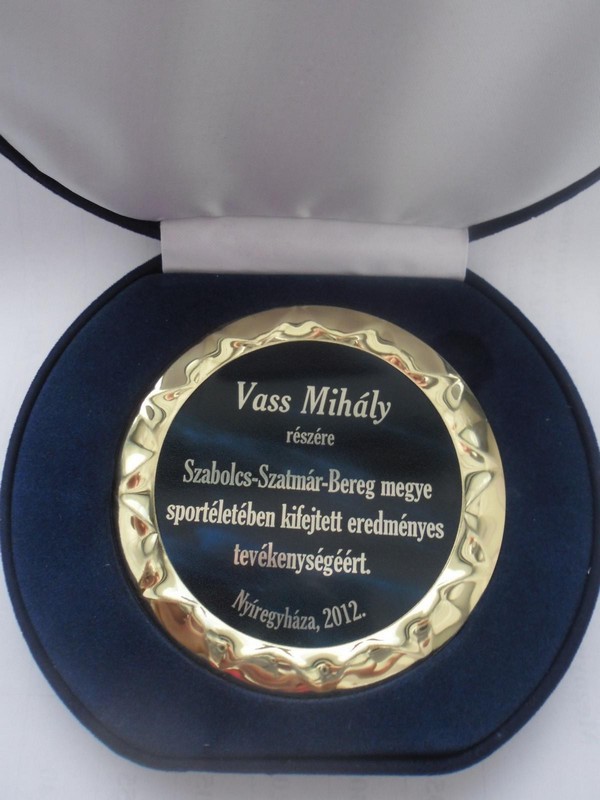 Vass Mihály
részére
Szabolcs-Szatmár-Bereg megye
sportéletében kifejtett eredményes
tevékenységéért.
Nyíregyháza, 2012.